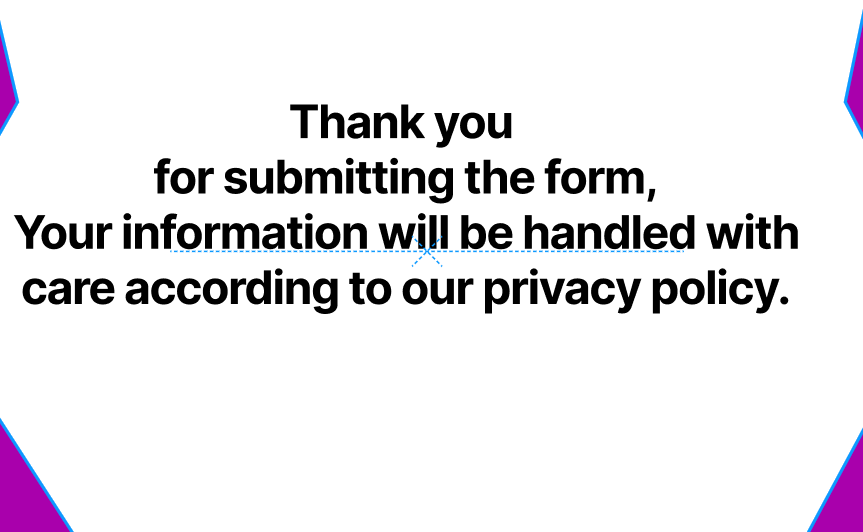 Thank you
for submitting the form,
Your information will be handled with
care according to our privacy policy.